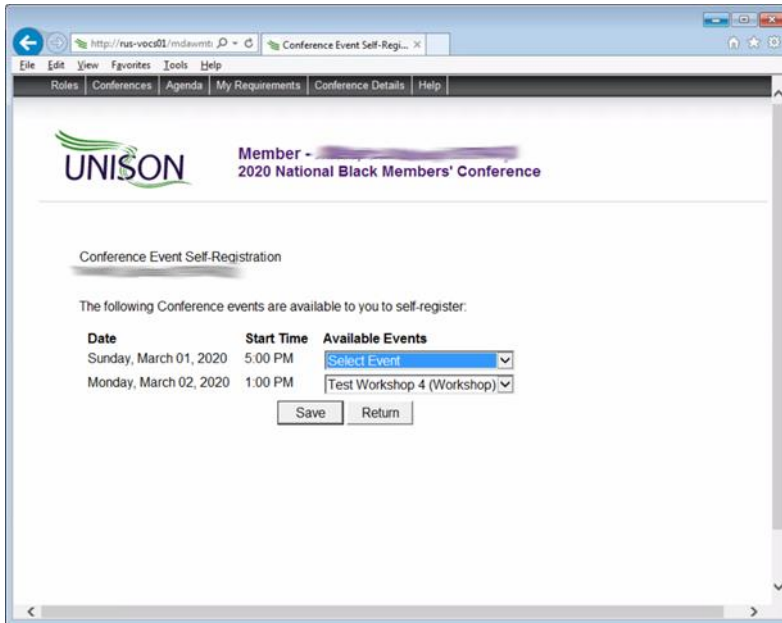 http://rus-vocs01/mdawmt
Conference Event Self-Regi...
File Edit View Favorites Tools Help
Roles Conferences Agenda My Requirements Conference Details Help
UNISON
Member -
2020 National Black Members' Conference
Conference Event Self-Registration
The following Conference events are available to you to self-register:
Date Start Time Available Events
Sunday, March 01, 2020 5:00 PM Select Event
Monday, March 02, 2020 1:00 PM Test Workshop 4 (Workshop)
Save Return